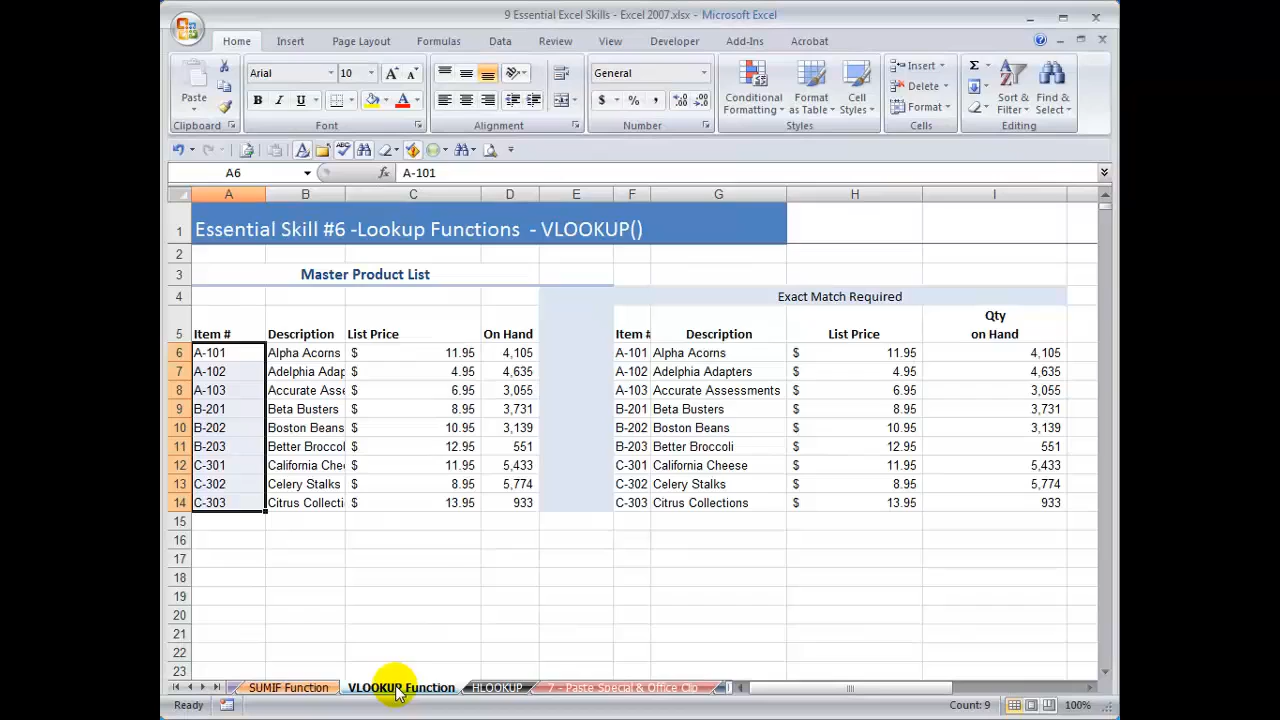 9 Essential Excel Skills - Excel 2007.xlsx - Microsoft Excel
Home Insert Page Layout Formulas Data Review View Developer Add-Ins Acrobat
Paste
Clipboard
Arial 10
B I U
Font
Alignment
General
$ % ,
Number
Conditional Formatting
Format as Table
Cell Styles
Styles
Insert
Delete
Format
Cells
Σ
Sort & Filter
Find & Select
Editing
A6 fx A-101
A B C D E F G H I
1 Essential Skill #6 -Lookup Functions - VLOOKUP()
2
3 Master Product List
4 Exact Match Required
5 Item # Description List Price On Hand Item # Description List Price Qty on Hand
6 A-101 Alpha Acorns $ 11.95 4,105 A-101 Alpha Acorns $ 11.95 4,105
7 A-102 Adelphia Adap $ 4.95 4,635 A-102 Adelphia Adapters $ 4.95 4,635
8 A-103 Accurate Asse $ 6.95 3,055 A-103 Accurate Assessments $ 6.95 3,055
9 B-201 Beta Busters $ 8.95 3,731 B-201 Beta Busters $ 8.95 3,731
10 B-202 Boston Beans $ 10.95 3,139 B-202 Boston Beans $ 10.95 3,139
11 B-203 Better Broccol $ 12.95 551 B-203 Better Broccoli $ 12.95 551
12 C-301 California Chee $ 11.95 5,433 C-301 California Cheese $ 11.95 5,433
13 C-302 Celery Stalks $ 8.95 5,774 C-302 Celery Stalks $ 8.95 5,774
14 C-303 Citrus Collecti $ 13.95 933 C-303 Citrus Collections $ 13.95 933
15
16
17
18
19
20
21
22
23
SUMIF Function VLOOKUP Function HLOOKUP 7 - Paste Special & Office Clip
Ready Count: 9 100%